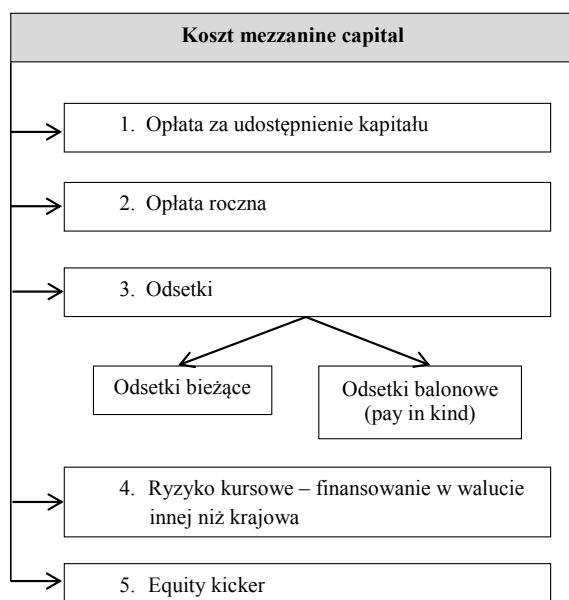 Koszt mezzanine capital
1. Opłata za udostępnienie kapitału
2. Opłata roczna
3. Odsetki
Odsetki bieżące
Odsetki balonowe
(pay in kind)
4. Ryzyko kursowe – finansowanie w walucie
innej niż krajowa
5. Equity kicker